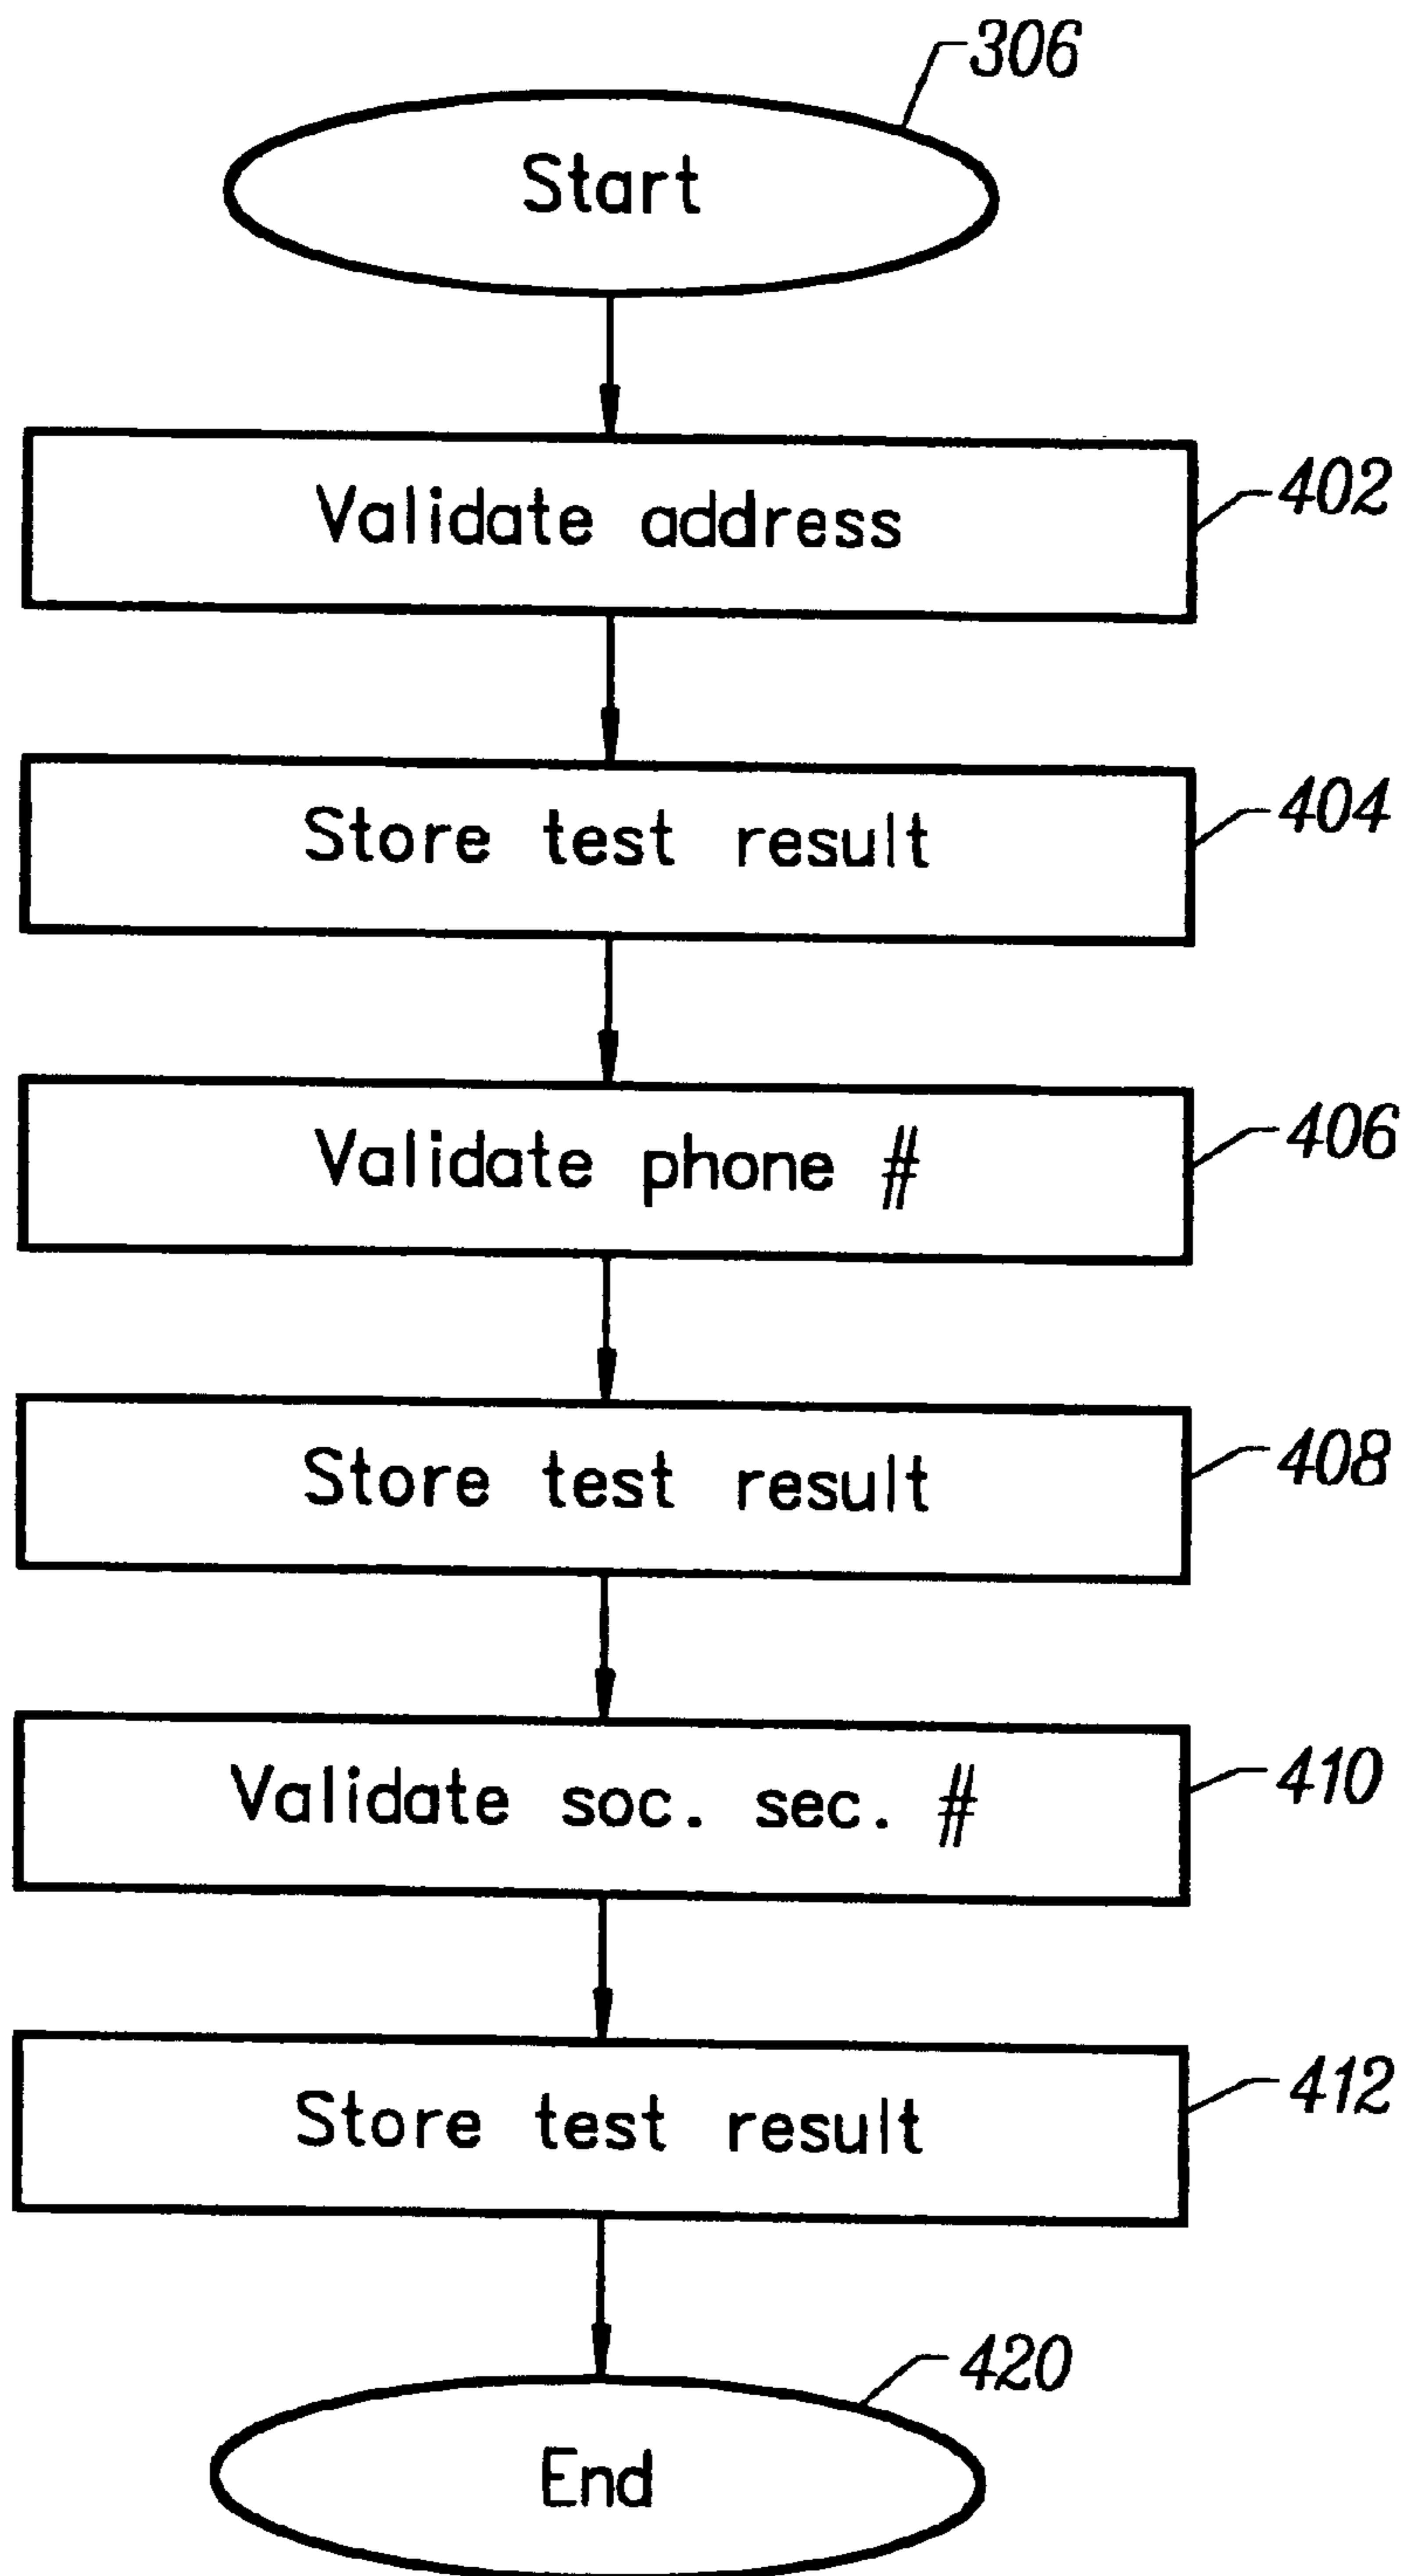 306
Start
Validate address
402
Store test result
404
Validate phone #
406
Store test result
408
Validate soc. sec. #
410
Store test result
412
420
End